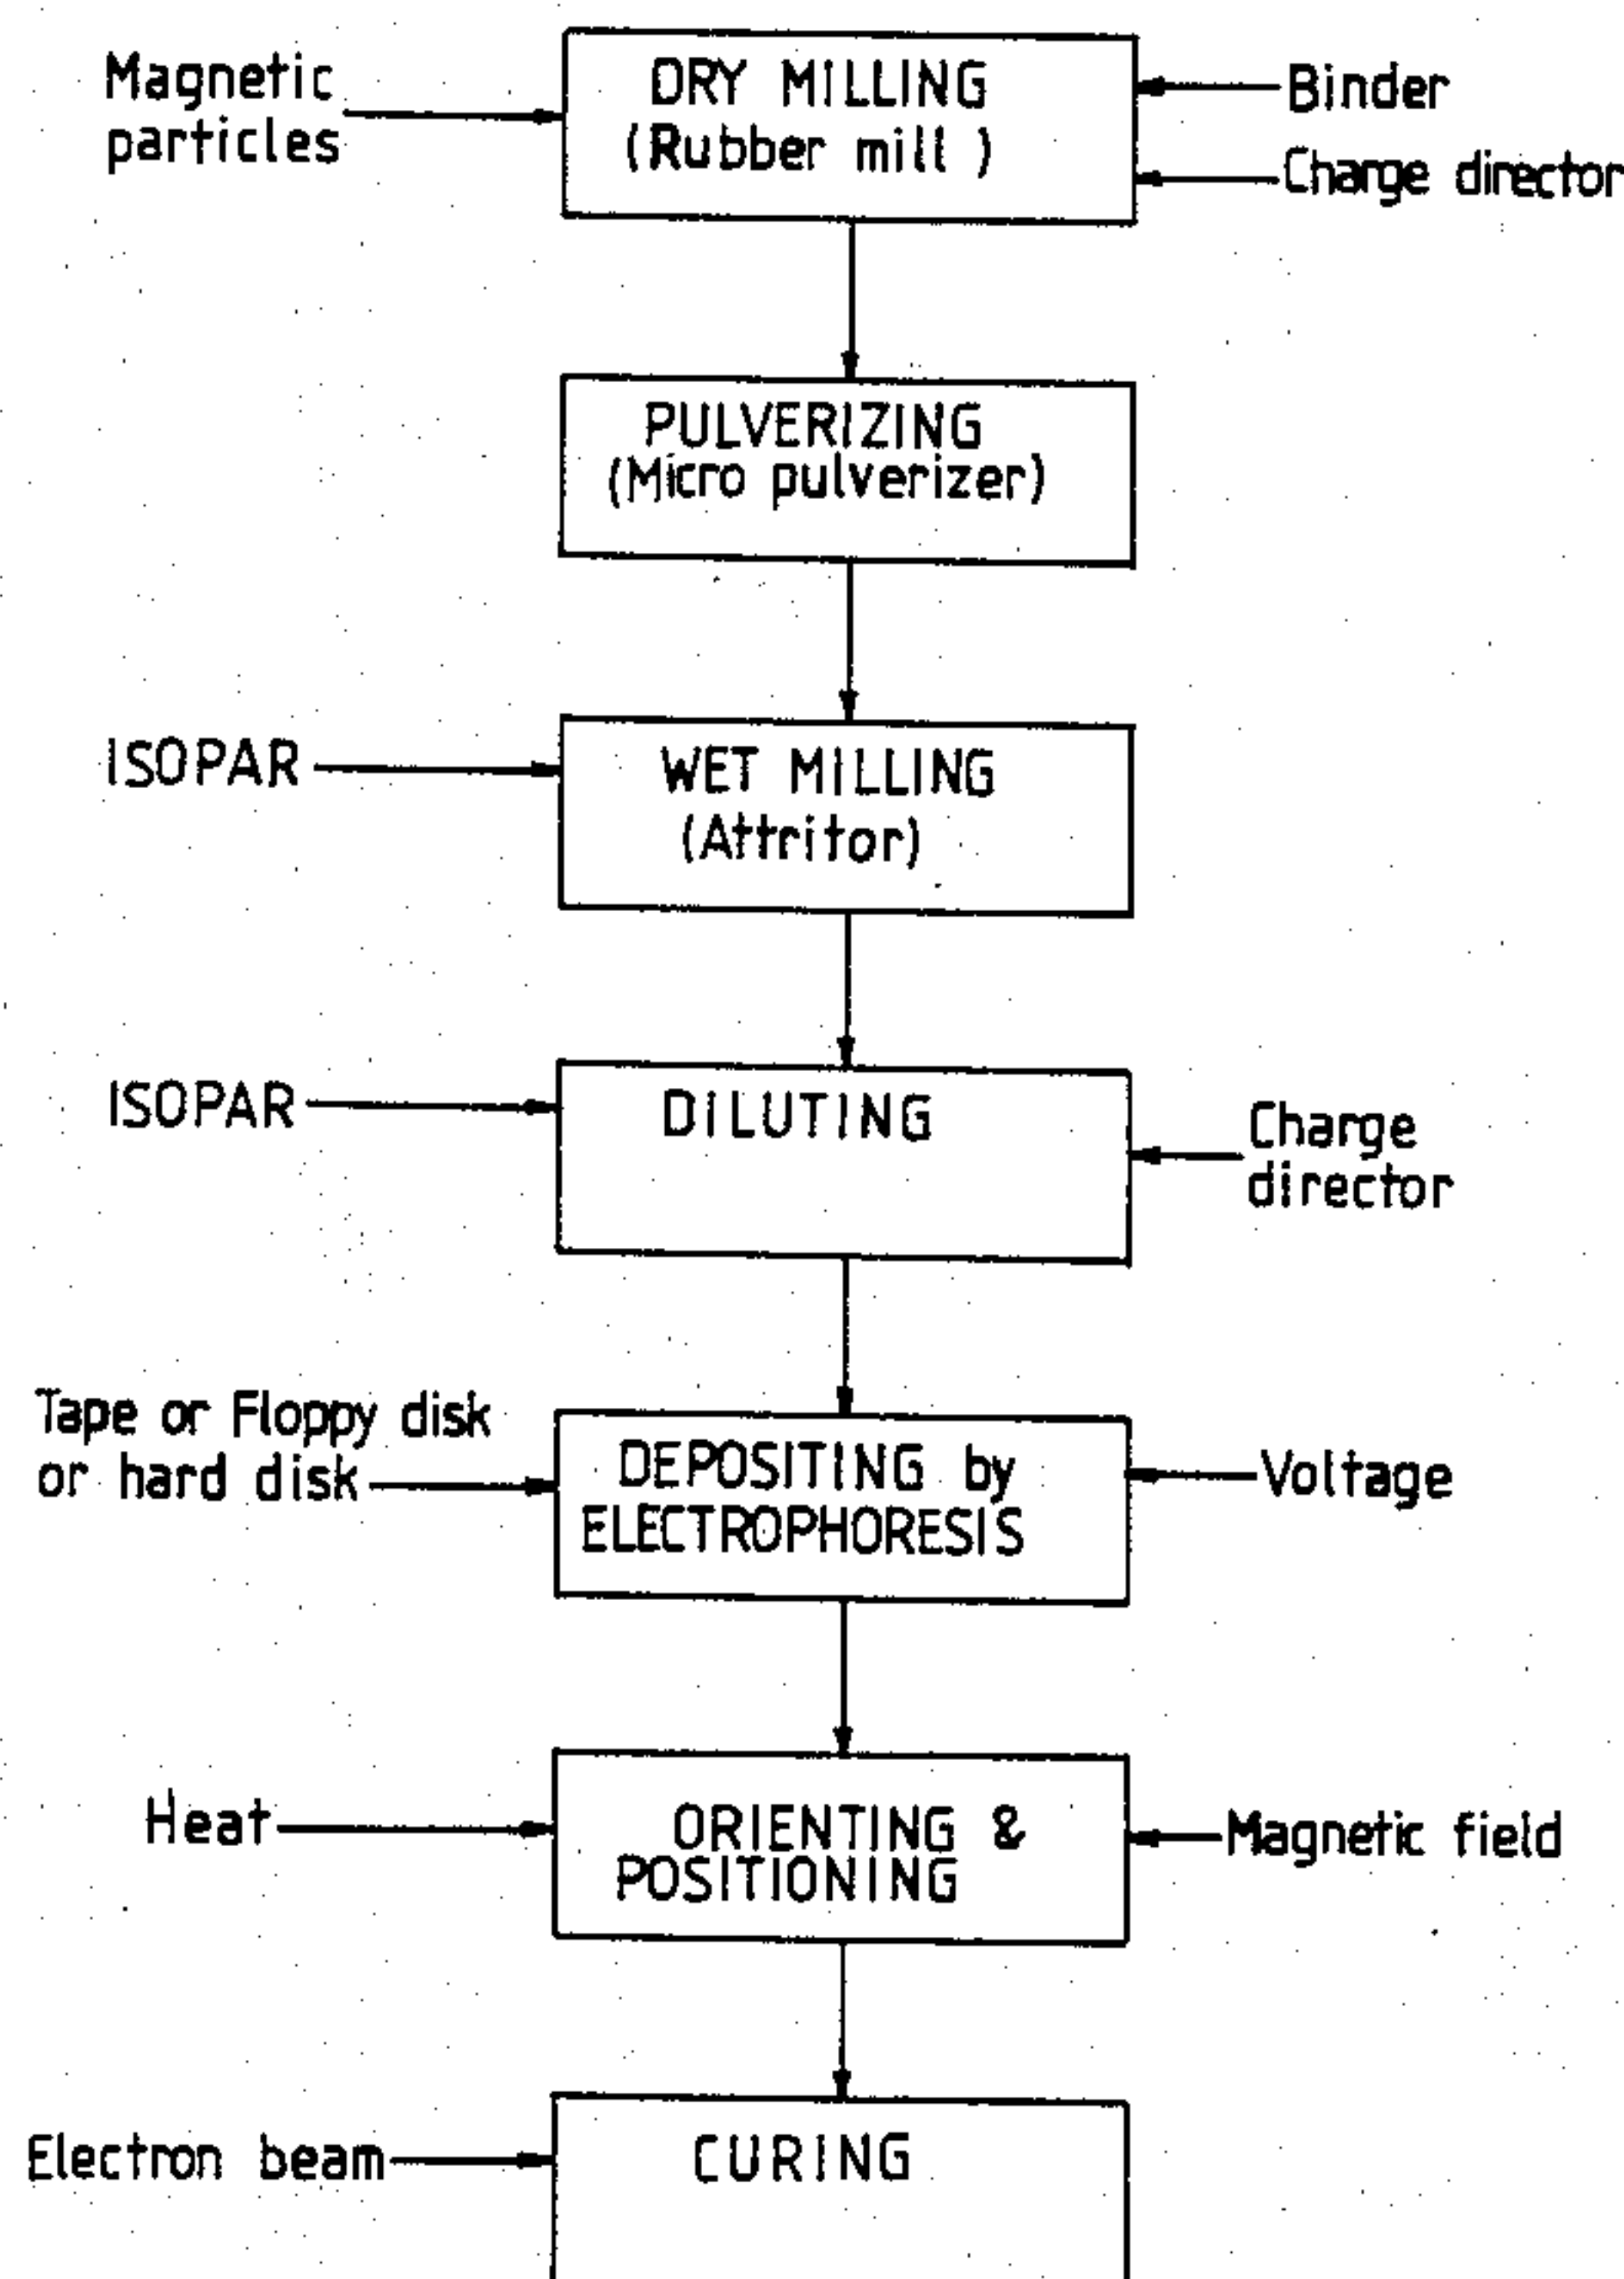 Magnetic
particles
DRY MILLING
(Rubber mill )
Binder
Charge director
PULVERIZING
(Micro pulverizer)
ISOPAR
WET MILLING
(Attritor)
ISOPAR
DILUTING
Charge
director
Tape or Floppy disk
or hard disk
DEPOSITING by
ELECTROPHORESIS
Voltage
Heat
ORIENTING &
POSITIONING
Magnetic field
Electron beam
CURING